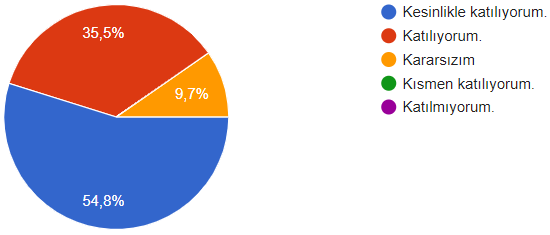 35,5%
9,7%
54,8%
Kesinlikle katılıyorum.
Katılıyorum.
Kararsızım
Kısmen katılıyorum.
Katılmıyorum.